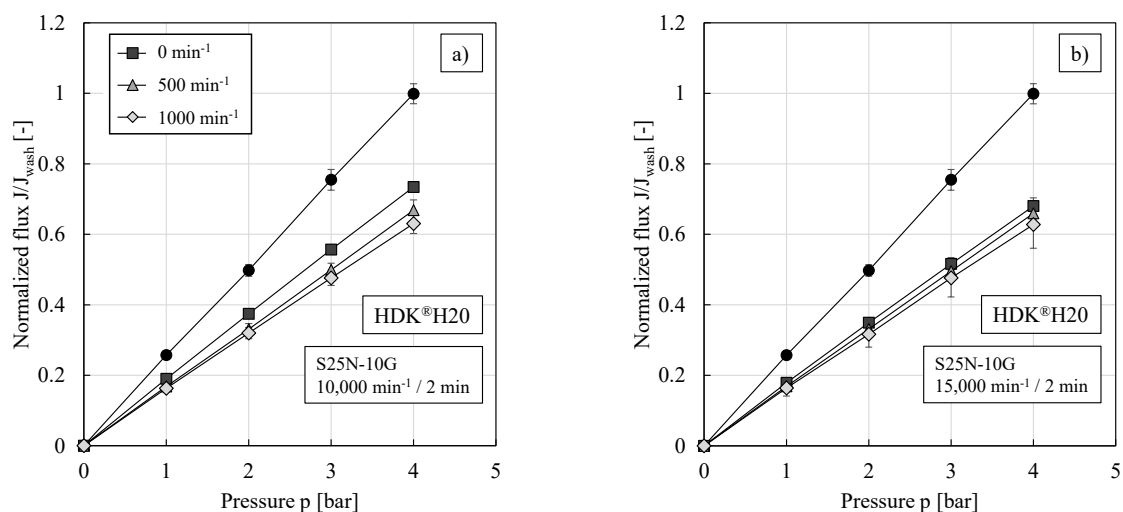 1.2
1
0.8
0.6
0.4
0.2
0
Normalized flux J/J_wash [-]
0 min⁻¹
500 min⁻¹
1000 min⁻¹
a)
HDK®H20
S25N-10G
10,000 min⁻¹ / 2 min
0 1 2 3 4 5
Pressure p [bar]
1.2
1
0.8
0.6
0.4
0.2
0
Normalized flux J/J_wash [-]
b)
HDK®H20
S25N-10G
15,000 min⁻¹ / 2 min
0 1 2 3 4 5
Pressure p [bar]